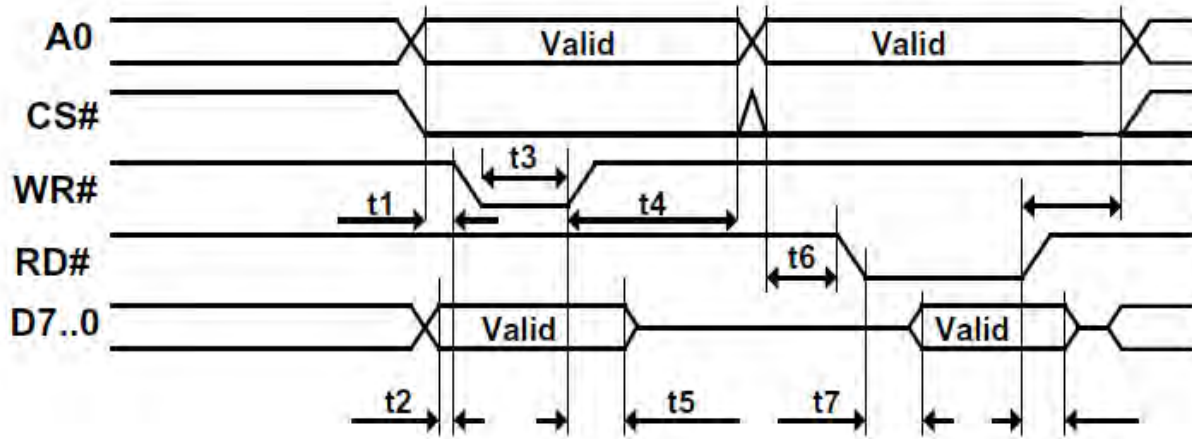 A0 Valid Valid
CS#
t3
WR#
t1 t4
RD# t6
D7..0 Valid Valid
t2 t5 t7